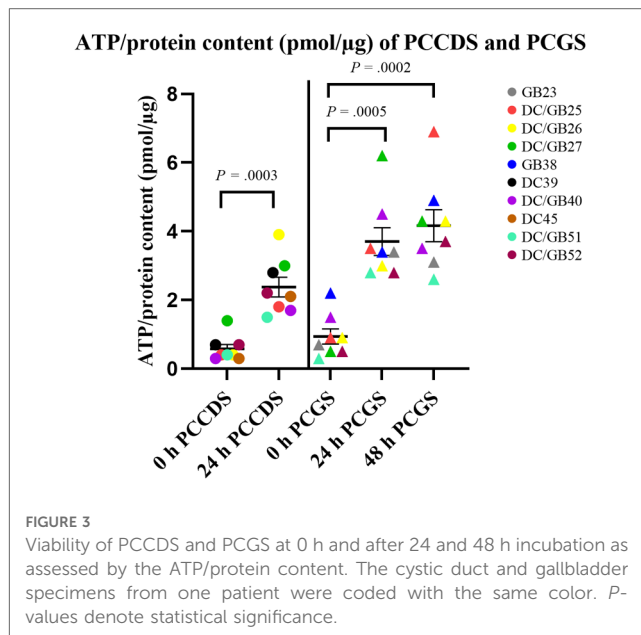 ATP/protein content (pmol/µg) of PCCDS and PCGS
ATP/protein content (pmol/µg)
8
6
4
2
0
P = .0003
P = .0002
P = .0005
0 h PCCDS
24 h PCCDS
0 h PCGS
24 h PCGS
48 h PCGS
GB23
DC/GB25
DC/GB26
DC/GB27
GB38
DC39
DC/GB40
DC45
DC/GB51
DC/GB52
FIGURE 3
Viability of PCCDS and PCGS at 0 h and after 24 and 48 h incubation as
assessed by the ATP/protein content. The cystic duct and gallbladder
specimens from one patient were coded with the same color. P-
values denote statistical significance.